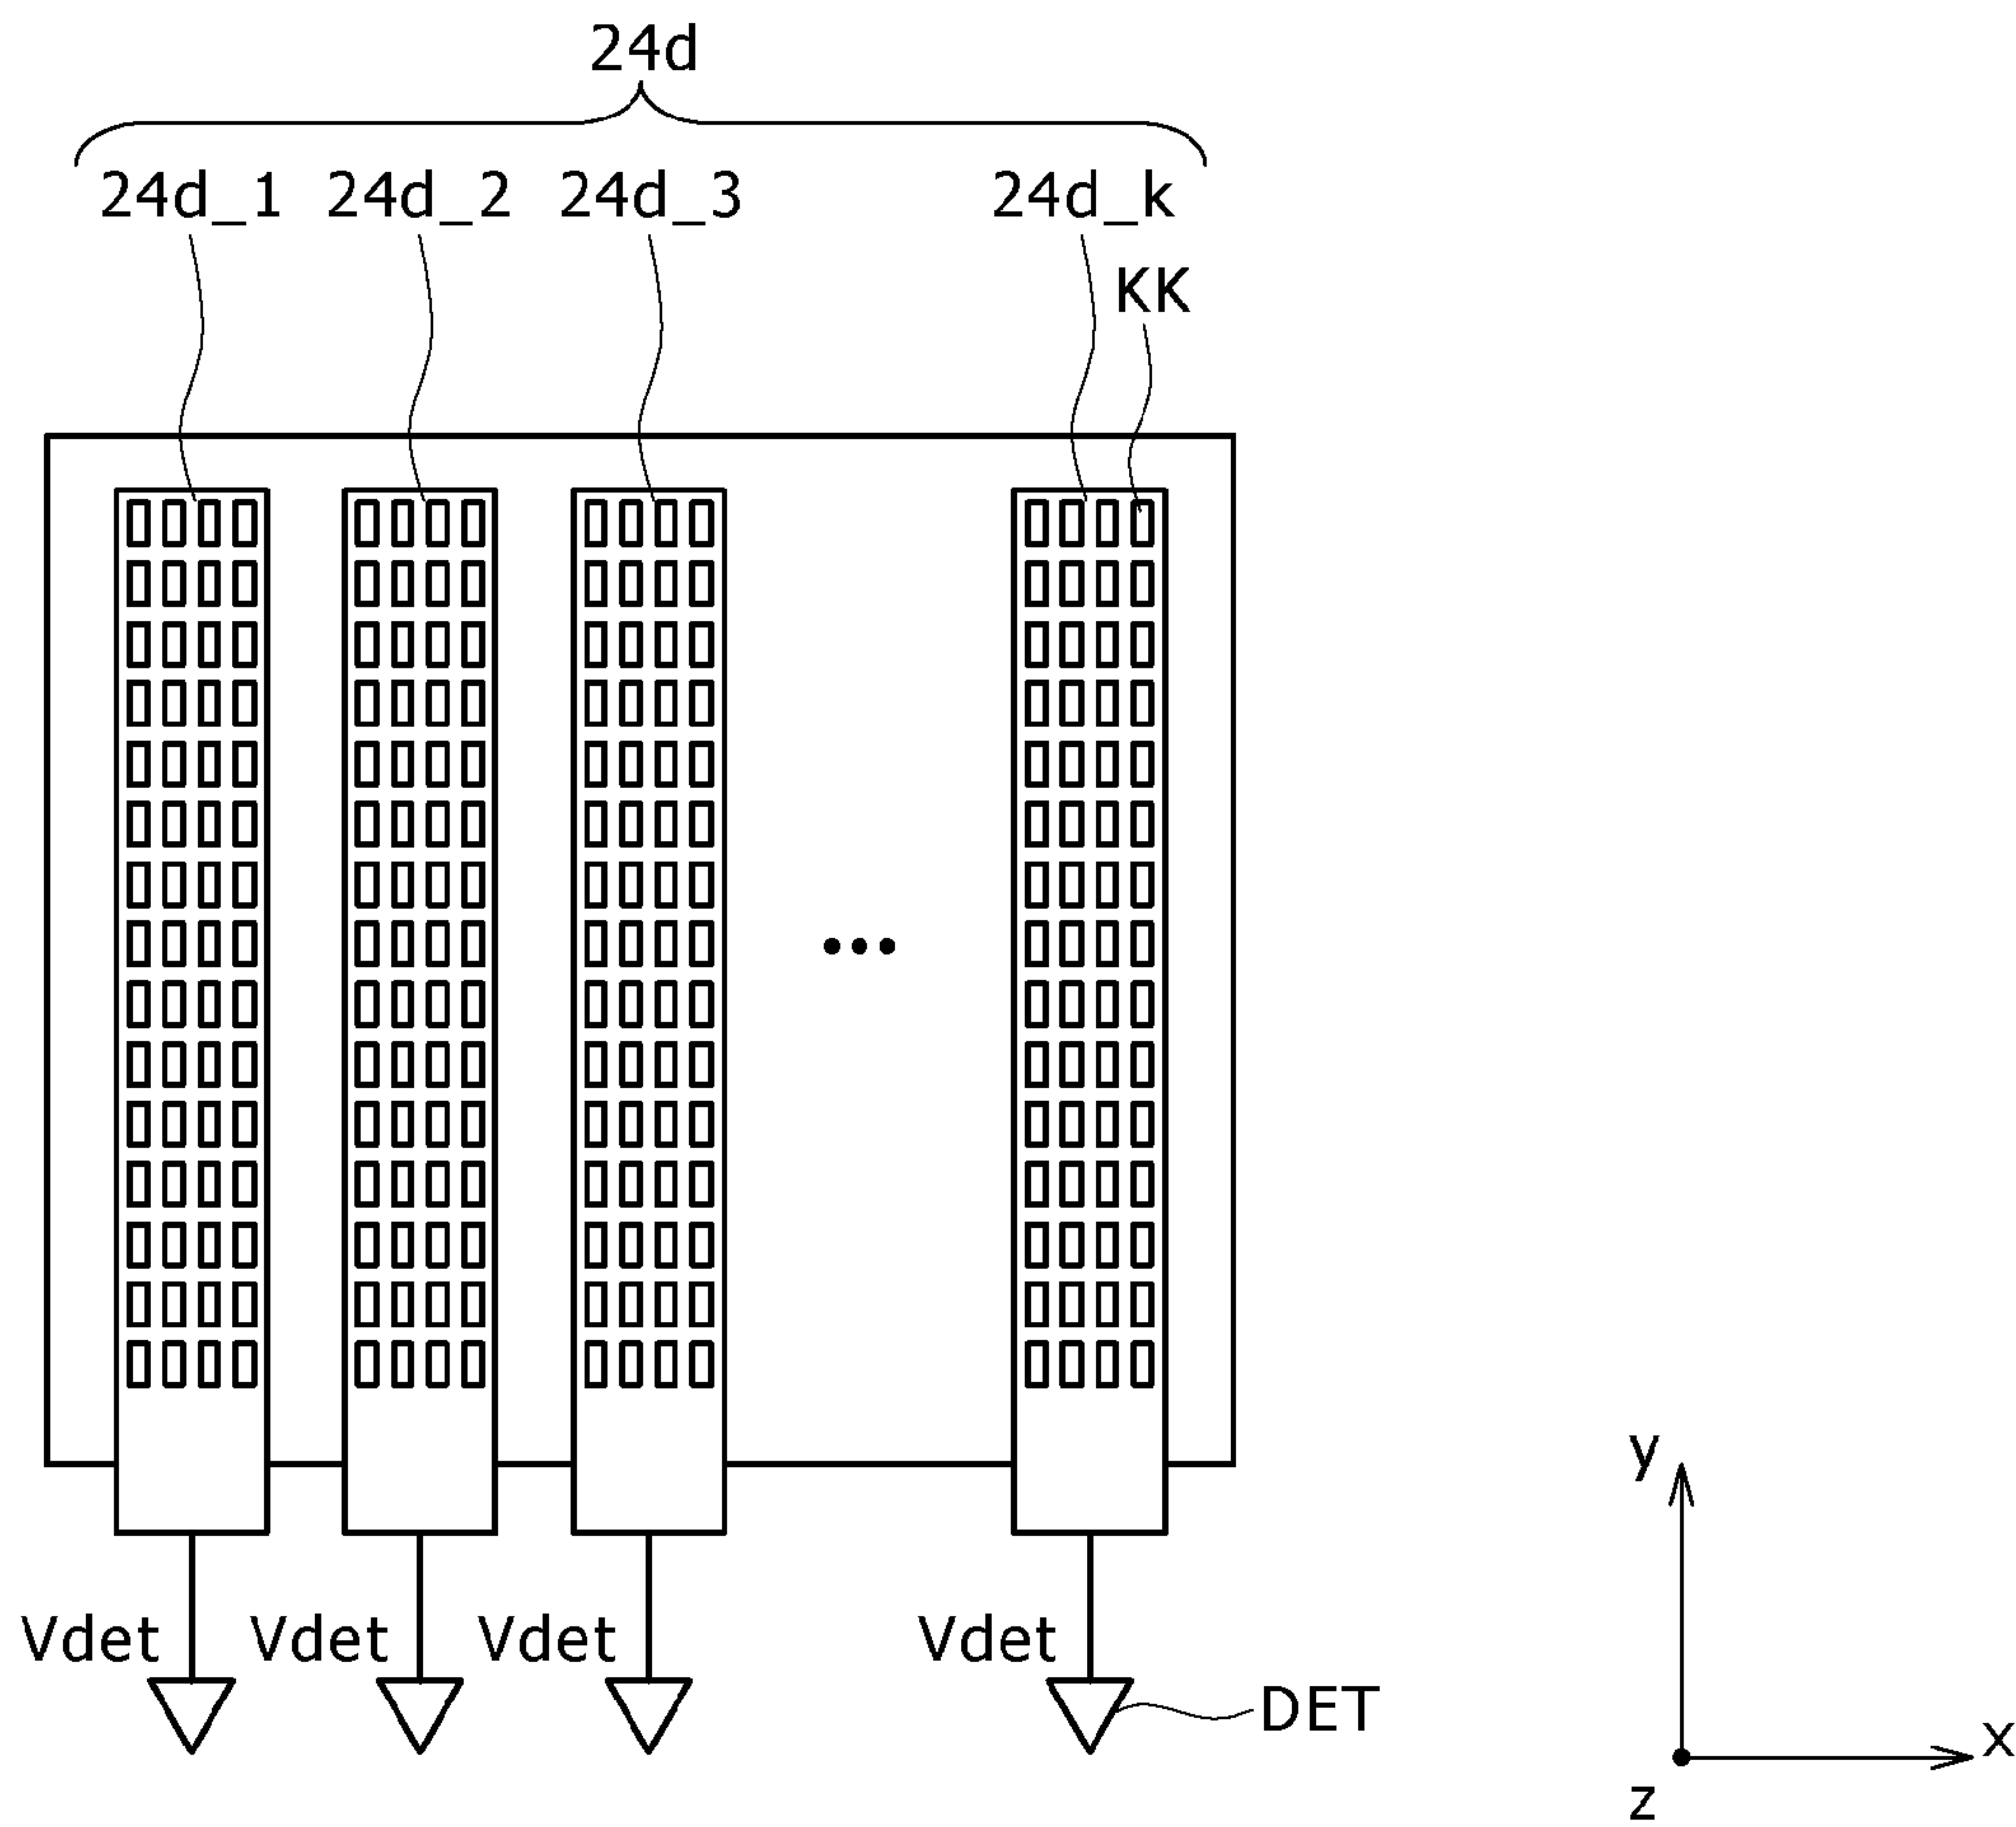 24d
24d_1 24d_2 24d_3 24d_k
KK
y
Vdet Vdet Vdet Vdet
DET
x
z